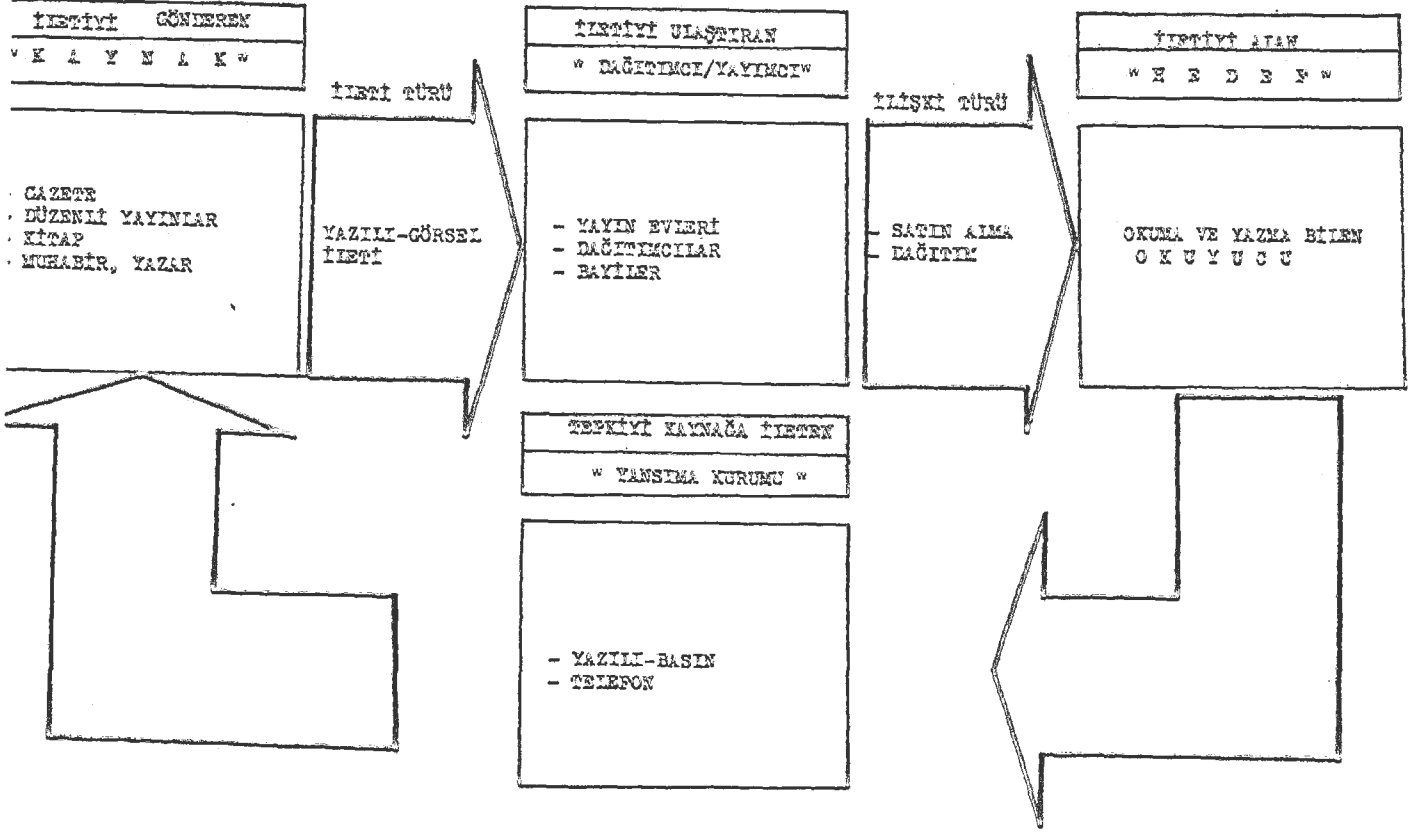 İLETİYİ GÖNDEREN
"K A Y N A K"
İLETİ TÜRÜ
İLETİYİ ULAŞTIRAN
" DAĞITIMCI/YAYIMCI"
İLİŞKİ TÜRÜ
İLETİYİ ALAN
"H E D E F"
- GAZETE
- DÜZENLİ YAYINLAR
- KİTAP
- MUHABİR, YAZAR
YAZILI-GÖRSEL
İLETİ
- YAYIN EVLERİ
- DAĞITIMCILAR
- BAYİLER
- SATIN ALMA
- DAĞITIM
OKUMA VE YAZMA BİLEN
O K U Y U C U
TEPKİYİ KAYNAĞA İLETEN
" YANSIMA KURUMU "
- YAZILI-BASIN
- TELEFON